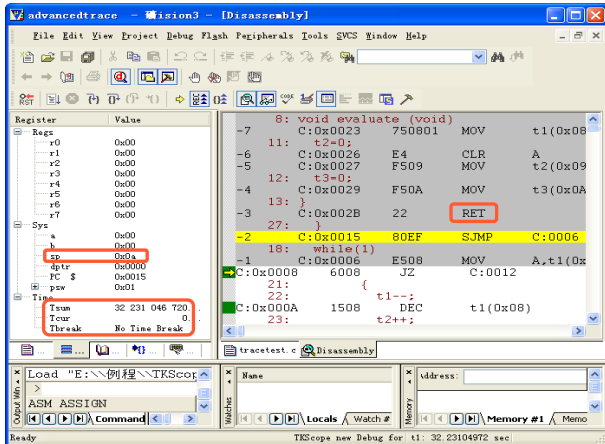 advancedtrace - 礦ision3 - [Disassembly]
File Edit View Project Debug Flash Peripherals Tools SVCS Window Help
RST
Register Value
Regs
r0 0x00
r1 0x00
r2 0x00
r3 0x00
r4 0x00
r5 0x00
r6 0x00
r7 0x00
Sys
a 0x00
b 0x00
sp 0x0a
dptr 0x0000
PC $ 0x0015
psw 0x01
Time
Tsum 32 231 046 720...
Tcur 0...
Tbreak No Time Break
8: void evaluate (void)
-7 C:0x0023 750801 MOV t1(0x08
11: t2=0;
-6 C:0x0026 E4 CLR A
-5 C:0x0027 F509 MOV t2(0x09
12: t3=0;
-4 C:0x0029 F50A MOV t3(0x0A
13: }
-3 C:0x002B 22 RET
27: }
-2 C:0x0015 80EF SJMP C:0006
18: while(1)
-1 C:0x0006 E508 MOV A,t1(0x
C:0x0008 6008 JZ C:0012
21: {
22: t1--;
C:0x000A 1508 DEC t1(0x08)
23: t2++;
tracetest.c Disassembly
Load "E:\\例程\\TKScop
>
ASM ASSIGN
Command
Output Win
Name
Locals Watch #
Watches
Address:
Memory #1 Memo
Memory
Ready TKScope new Debug for t1: 32.23104972 sec